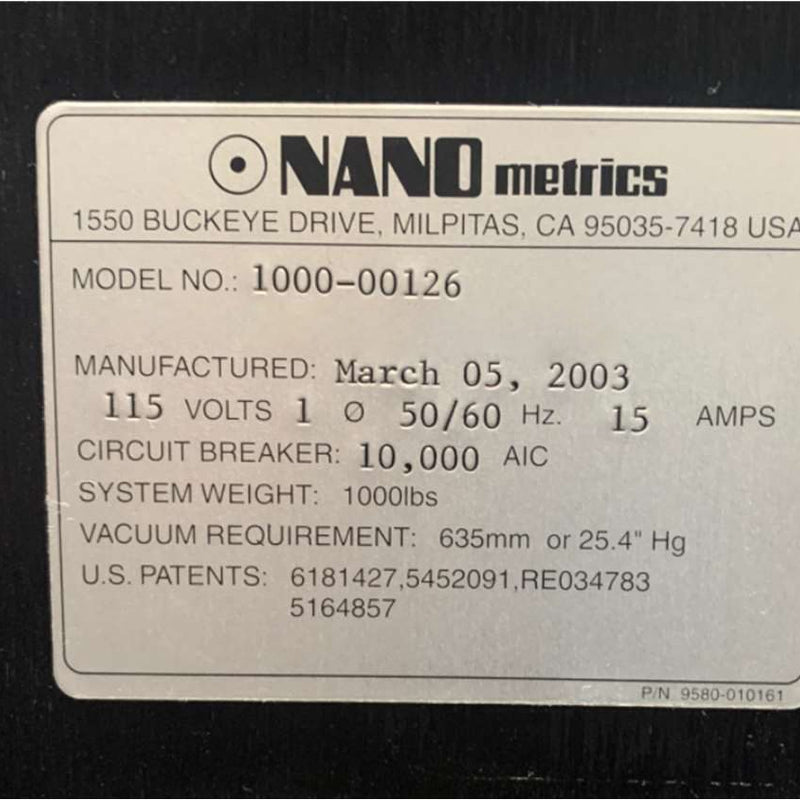 NANO metrics
1550 BUCKEYE DRIVE, MILPITAS, CA 95035-7418 USA
MODEL NO.: 1000-00126
MANUFACTURED: March 05, 2003
115 VOLTS 1 Ø 50/60 Hz. 15 AMPS
CIRCUIT BREAKER: 10,000 AIC
SYSTEM WEIGHT: 1000lbs
VACUUM REQUIREMENT: 635mm or 25.4" Hg
U.S. PATENTS: 6181427,5452091,RE034783
5164857
P/N 9580-010161